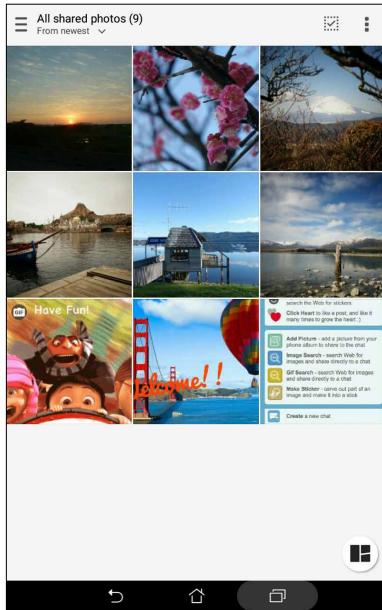 All shared photos (9)
From newest
GIF Have Fun!
Welcome!!
search the Web for stickers
Click Heart to like a post, and like it
many times to grow the heart :)
Add Picture - add a picture from your
phone album to share to the chat
Image Search - search Web for
images and share directly to a chat
Gif Search - search Web for images
and share directly to a chat
Make Sticker - carve out part of an
image and make it into a stick
Create a new chat